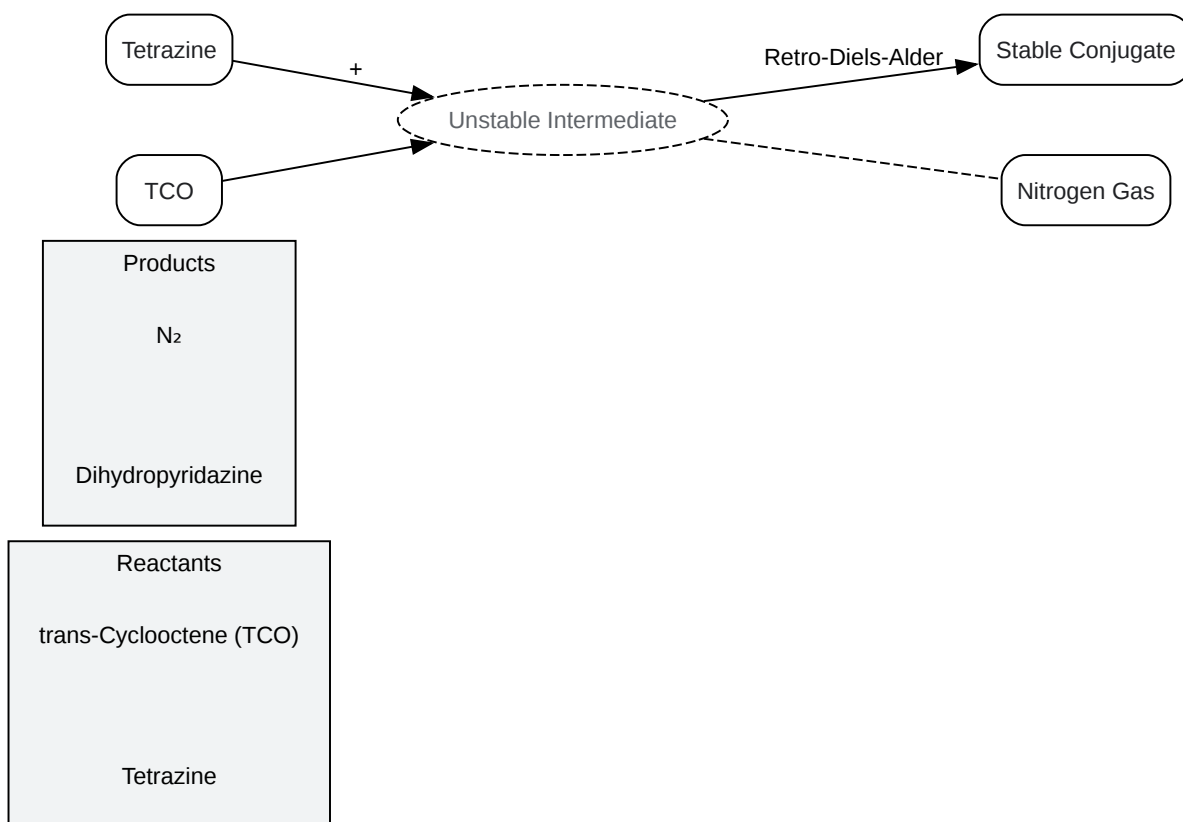 Tetrazine
+
TCO
Unstable Intermediate
Retro-Diels-Alder
Stable Conjugate
Nitrogen Gas
Products
N₂
Dihydropyridazine
Reactants
trans-Cyclooctene (TCO)
Tetrazine